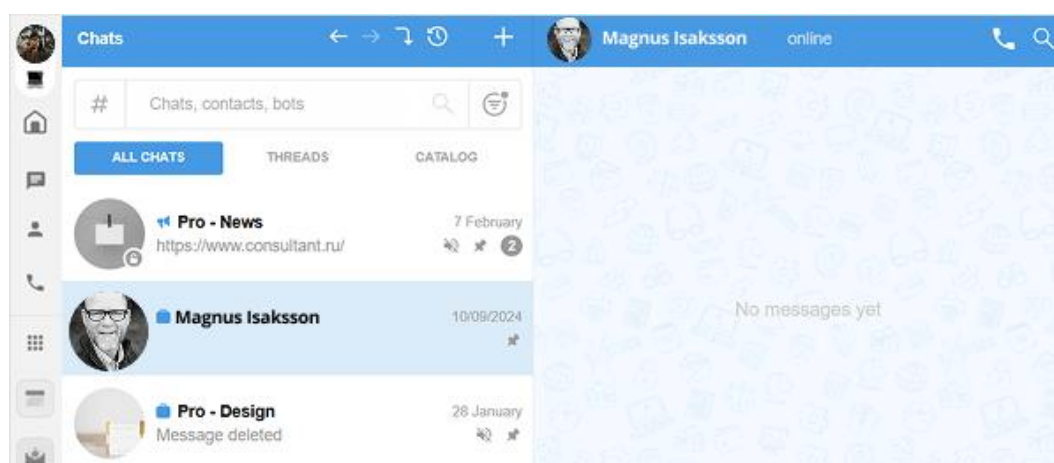 Chats
Magnus Isaksson online
# Chats, contacts, bots
ALL CHATS THREADS CATALOG
Pro - News 7 February
https://www.consultant.ru/ 2
Magnus Isaksson 10/09/2024
No messages yet
Pro - Design 28 January
Message deleted